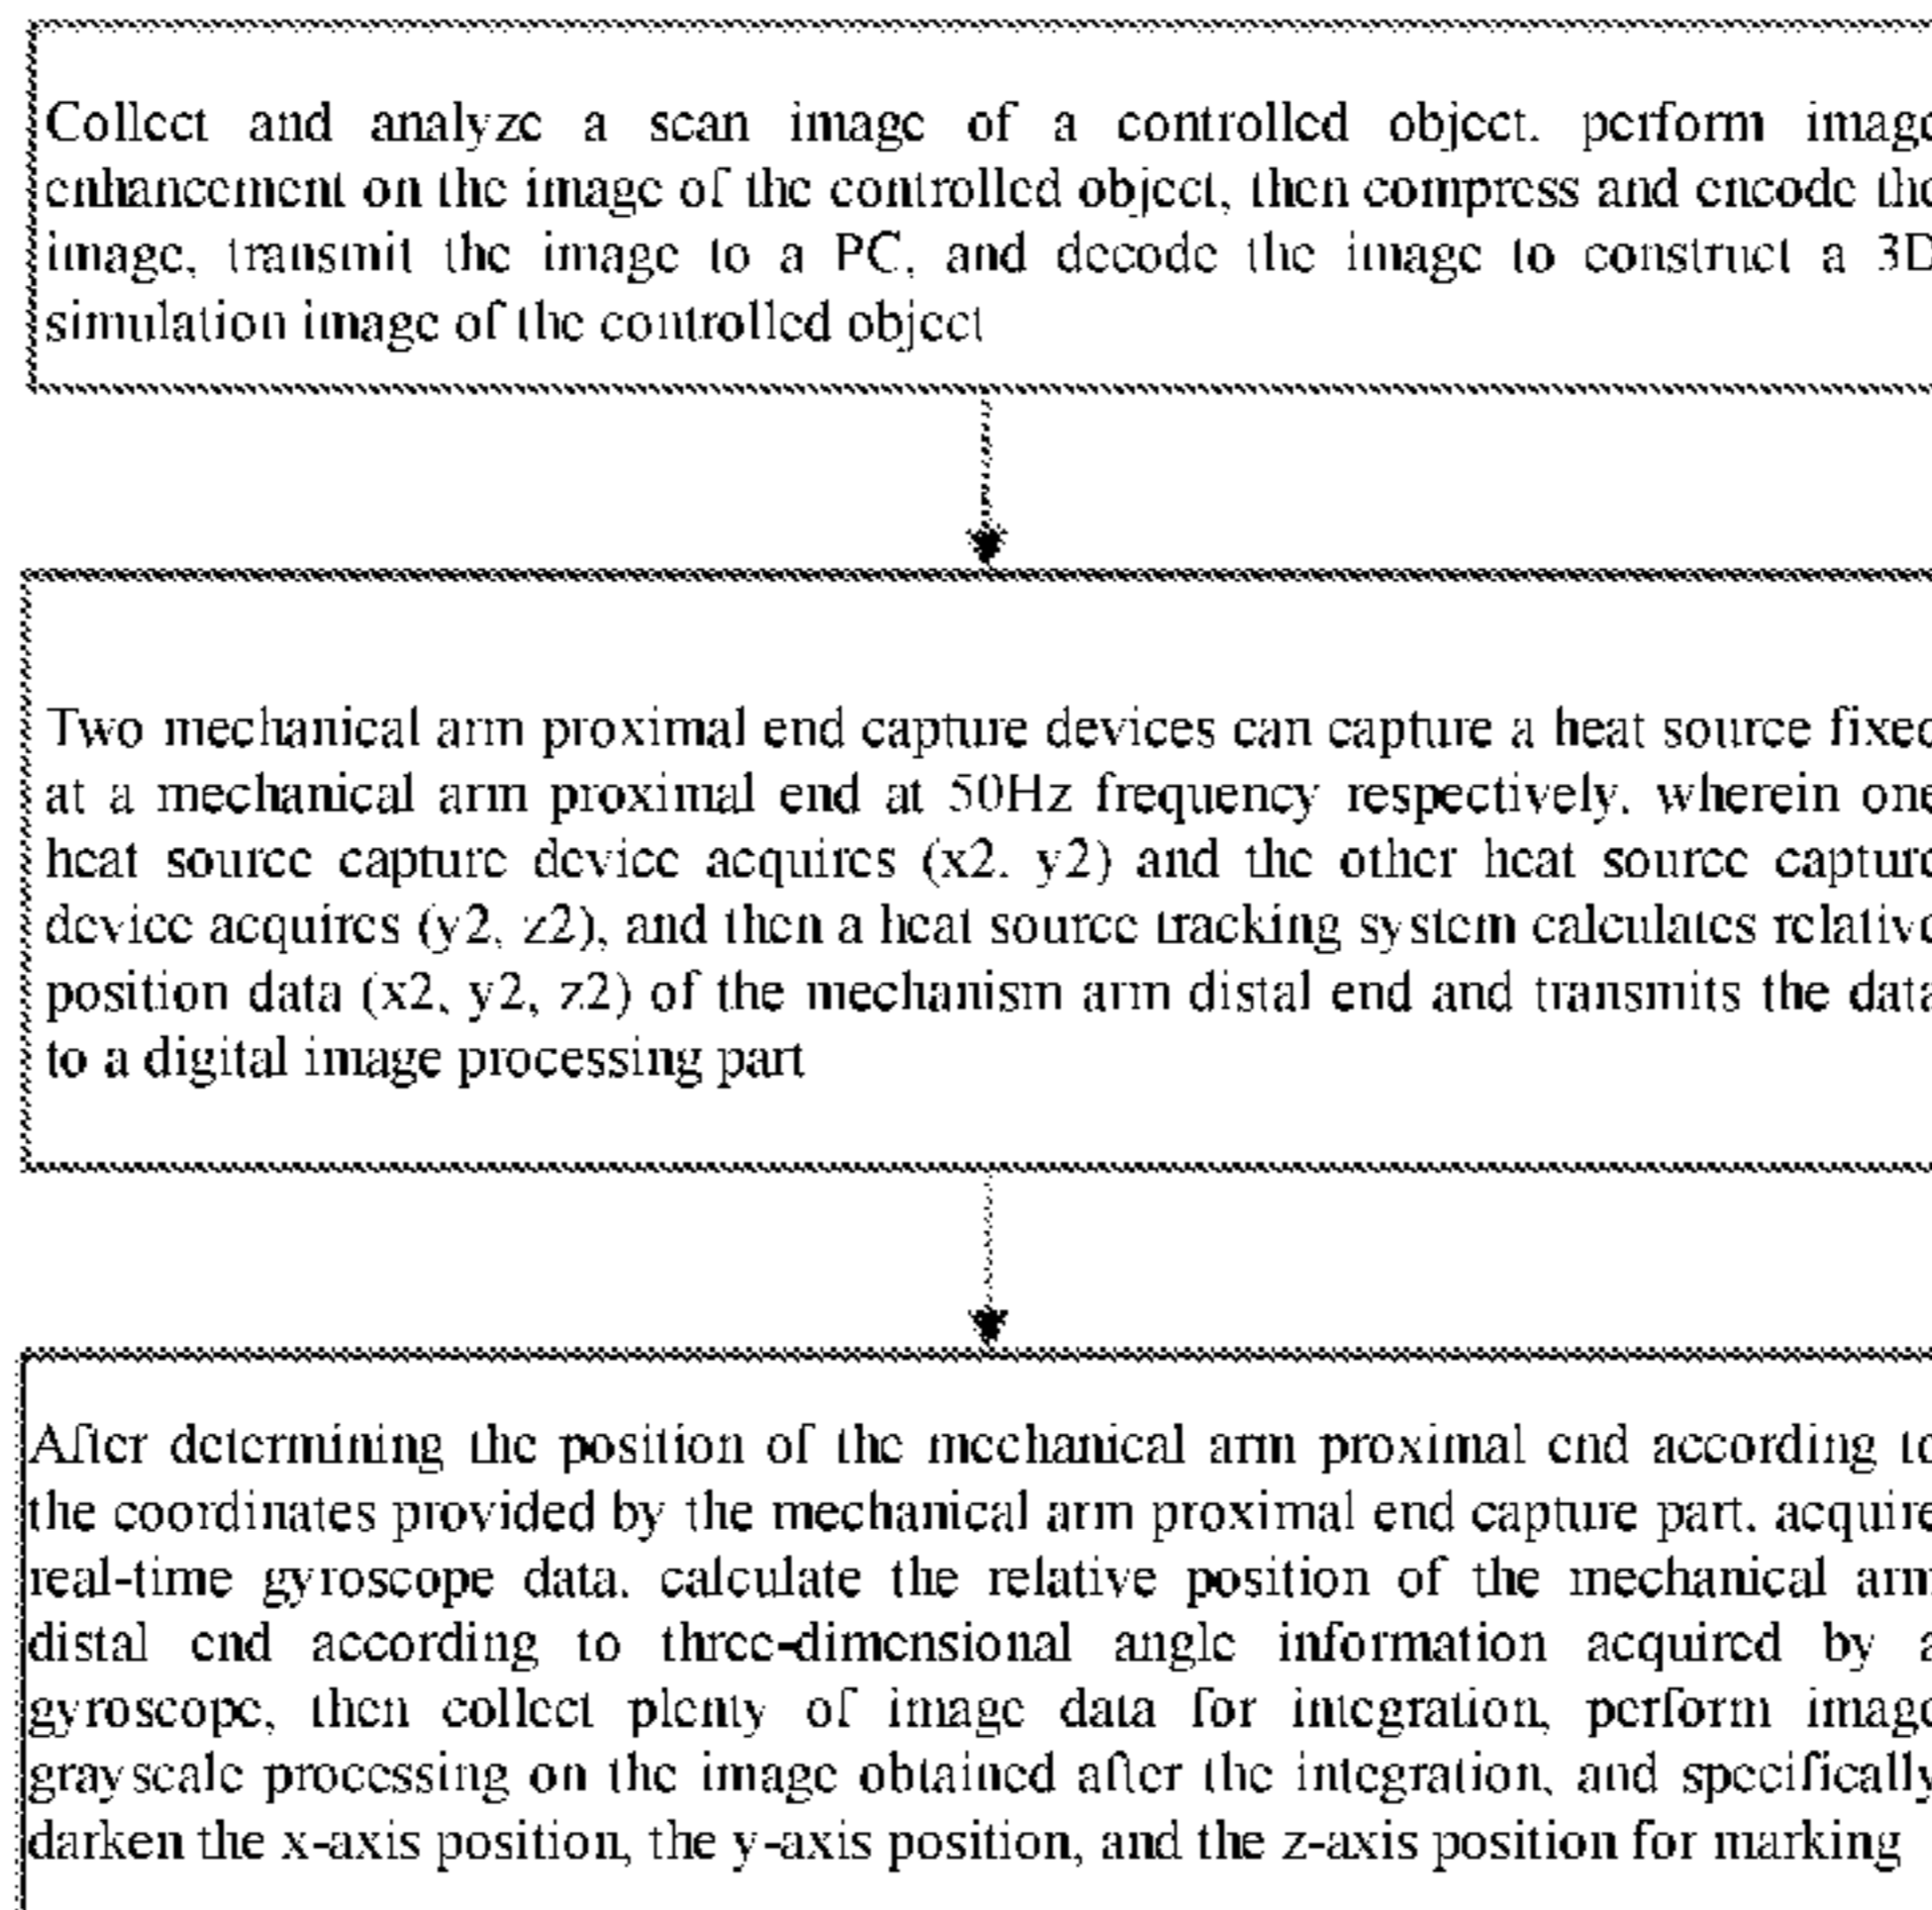 Collect and analyze a scan image of a controlled object. perform image
enhancement on the image of the controlled object, then compress and encode the
image, transmit the image to a PC, and decode the image to construct a 3D
simulation image of the controlled object
Two mechanical arm proximal end capture devices can capture a heat source fixed
at a mechanical arm proximal end at 50Hz frequency respectively. wherein one
heat source capture device acquires (x2. y2) and the other heat source capture
device acquires (y2, z2), and then a heat source tracking system calculates relative
position data (x2, y2, z2) of the mechanism arm distal end and transmits the data
to a digital image processing part
After determining the position of the mechanical arm proximal end according to
the coordinates provided by the mechanical arm proximal end capture part. acquire
real-time gyroscope data. calculate the relative position of the mechanical arm
distal end according to three-dimensional angle information acquired by a
gyroscope, then collect plenty of image data for integration, perform image
grayscale processing on the image obtained after the integration, and specifically
darken the x-axis position, the y-axis position, and the z-axis position for marking